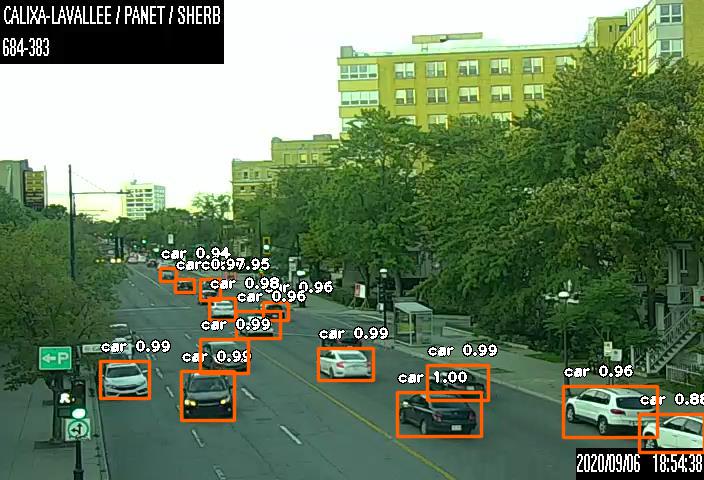 CALIXA-LAVALLEE / PANET / SHERB
684-383
car 0.94
car 0.97
.95
car 0.98
0.96
car 0.96
car 0.99
car 0.99
car 0.99
car 0.99
car 0.99
car 1.00
car 0.96
car 0.88
P
2020/09/06 18:54:38